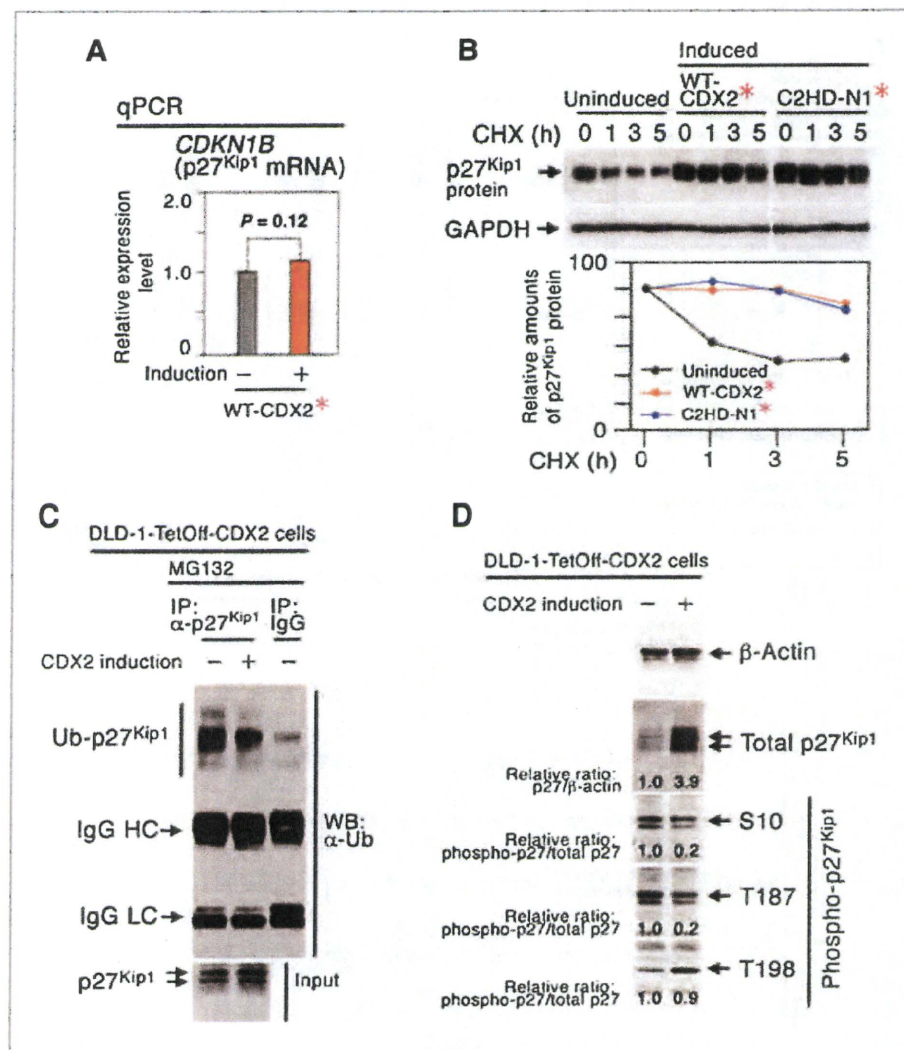 A
qPCR
CDKN1B
(p27Kip1 mRNA)
Relative expression level
2.0
1.0
0
P = 0.12
Induction − +
WT-CDX2*
B
Induced
Uninduced WT-CDX2* C2HD-N1*
CHX (h) 0 1 3 5 0 1 3 5 0 1 3 5
p27Kip1 protein
GAPDH
Relative amounts of p27Kip1 protein
100
0
Uninduced
WT-CDX2*
C2HD-N1*
CHX (h) 0 1 3 5
C
DLD-1-TetOff-CDX2 cells
MG132
IP: α-p27Kip1
IP: IgG
CDX2 induction − + −
Ub-p27Kip1
IgG HC
IgG LC
WB: α-Ub
p27Kip1
Input
D
DLD-1-TetOff-CDX2 cells
CDX2 induction − +
β-Actin
Total p27Kip1
Relative ratio: p27/β-actin 1.0 3.9
S10
Relative ratio: phospho-p27/total p27 1.0 0.2
T187
Relative ratio: phospho-p27/total p27 1.0 0.2
T198
Relative ratio: phospho-p27/total p27 1.0 0.9
Phospho-p27Kip1